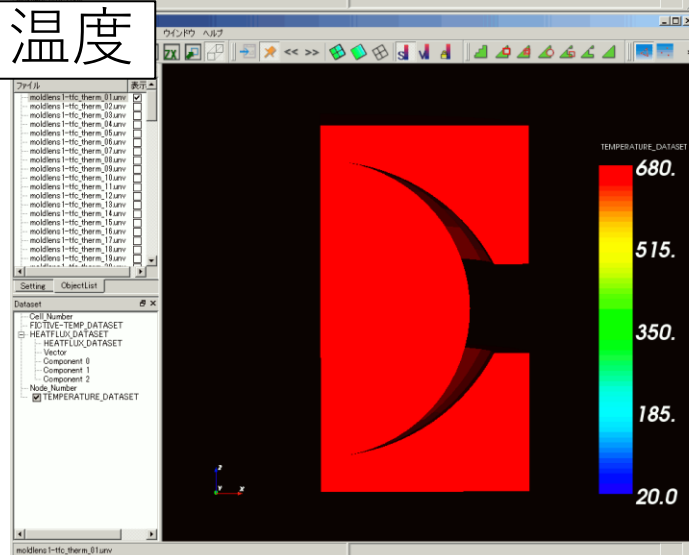 温度
ウインドウ ヘルプ
<< >>
ファイル 表示
moldlens1-tfc_therm_01.unv
moldlens1-tfc_therm_02.unv
moldlens1-tfc_therm_03.unv
moldlens1-tfc_therm_04.unv
moldlens1-tfc_therm_05.unv
moldlens1-tfc_therm_06.unv
moldlens1-tfc_therm_07.unv
moldlens1-tfc_therm_08.unv
moldlens1-tfc_therm_09.unv
moldlens1-tfc_therm_10.unv
moldlens1-tfc_therm_11.unv
moldlens1-tfc_therm_12.unv
moldlens1-tfc_therm_13.unv
moldlens1-tfc_therm_14.unv
moldlens1-tfc_therm_15.unv
moldlens1-tfc_therm_16.unv
moldlens1-tfc_therm_17.unv
moldlens1-tfc_therm_18.unv
moldlens1-tfc_therm_19.unv
Setting ObjectList
Dataset
Cell_Number
FICTIVE-TEMP_DATASET
HEATFLUX_DATASET
HEATFLUX_DATASET
Vector
Component 0
Component 1
Component 2
Node_Number
TEMPERATURE_DATASET
TEMPERATURE_DATASET
680.
515.
350.
185.
20.0
Z
Y X
moldlens1-tfc_therm_01.unv